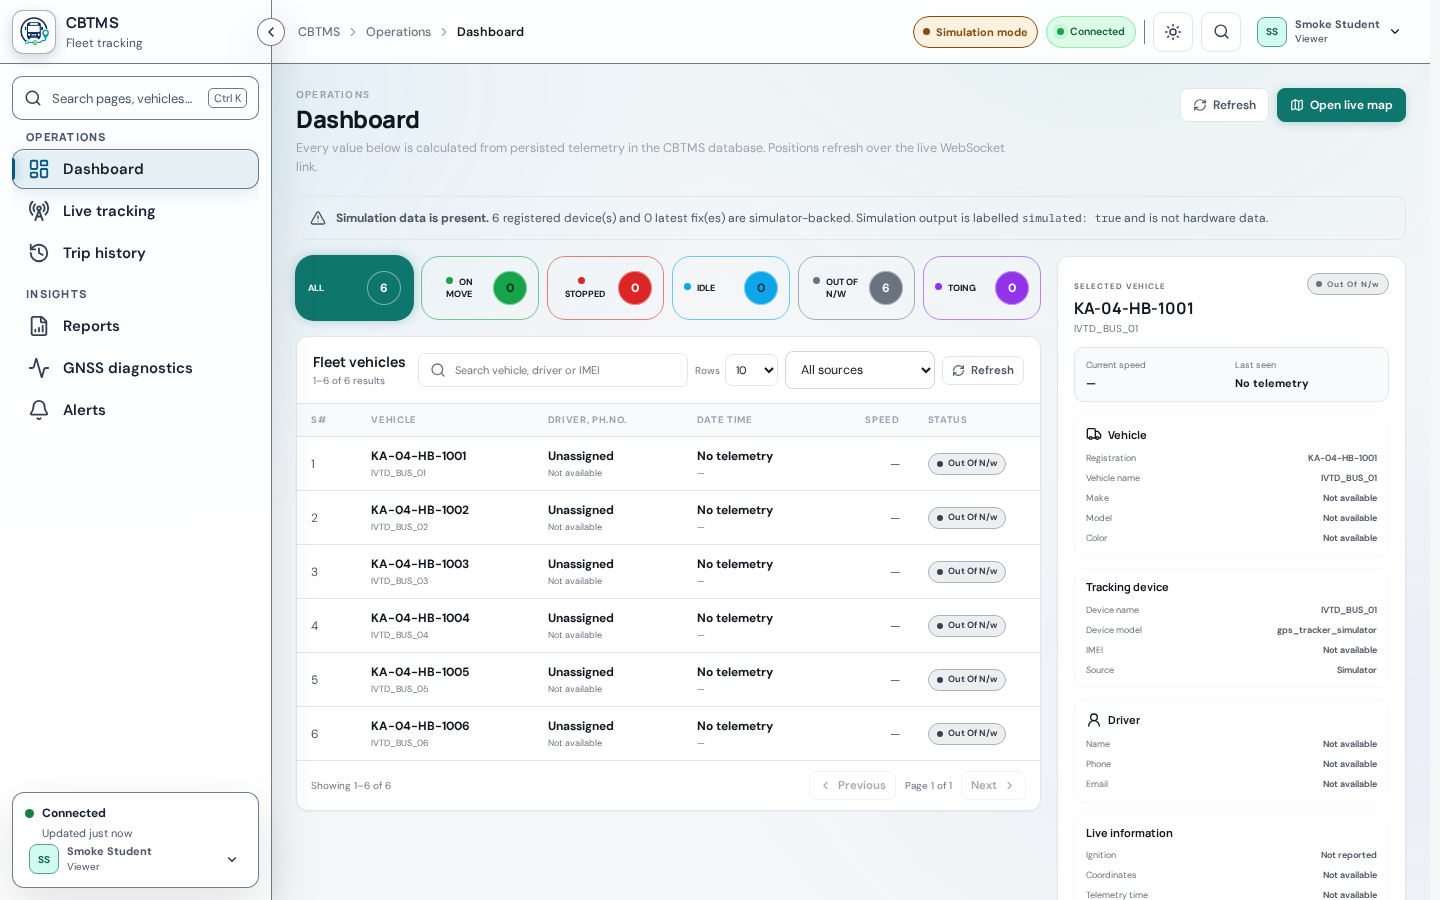 CBTMS
Fleet tracking
Search pages, vehicles... Ctrl K
OPERATIONS
Dashboard
Live tracking
Trip history
INSIGHTS
Reports
GNSS diagnostics
Alerts
Connected
Updated just now
SS Smoke Student
Viewer
CBTMS > Operations > Dashboard
Simulation mode
Connected
SS Smoke Student
Viewer
OPERATIONS
Dashboard
Every value below is calculated from persisted telemetry in the CBTMS database. Positions refresh over the live WebSocket
link.
Refresh
Open live map
Simulation data is present. 6 registered device(s) and 0 latest fix(es) are simulator-backed. Simulation output is labelled simulated: true and is not hardware data.
ALL 6
ON MOVE 0
STOPPED 0
IDLE 0
OUT OF N/W 6
TOING 0
Fleet vehicles
1–6 of 6 results
Search vehicle, driver or IMEI
Rows 10
All sources
Refresh
S# VEHICLE DRIVER, PH.NO. DATE TIME SPEED STATUS
1 KA-04-HB-1001 Unassigned No telemetry — Out Of N/w
IVTD_BUS_01 Not available —
2 KA-04-HB-1002 Unassigned No telemetry — Out Of N/w
IVTD_BUS_02 Not available —
3 KA-04-HB-1003 Unassigned No telemetry — Out Of N/w
IVTD_BUS_03 Not available —
4 KA-04-HB-1004 Unassigned No telemetry — Out Of N/w
IVTD_BUS_04 Not available —
5 KA-04-HB-1005 Unassigned No telemetry — Out Of N/w
IVTD_BUS_05 Not available —
6 KA-04-HB-1006 Unassigned No telemetry — Out Of N/w
IVTD_BUS_06 Not available —
Showing 1–6 of 6
Previous Page 1 of 1 Next
SELECTED VEHICLE
Out Of N/w
KA-04-HB-1001
IVTD_BUS_01
Current speed Last seen
— No telemetry
Vehicle
Registration KA-04-HB-1001
Vehicle name IVTD_BUS_01
Make Not available
Model Not available
Color Not available
Tracking device
Device name IVTD_BUS_01
Device model gps_tracker_simulator
IMEI Not available
Source Simulator
Driver
Name Not available
Phone Not available
Email Not available
Live information
Ignition Not reported
Coordinates Not available
Telemetry time Not available